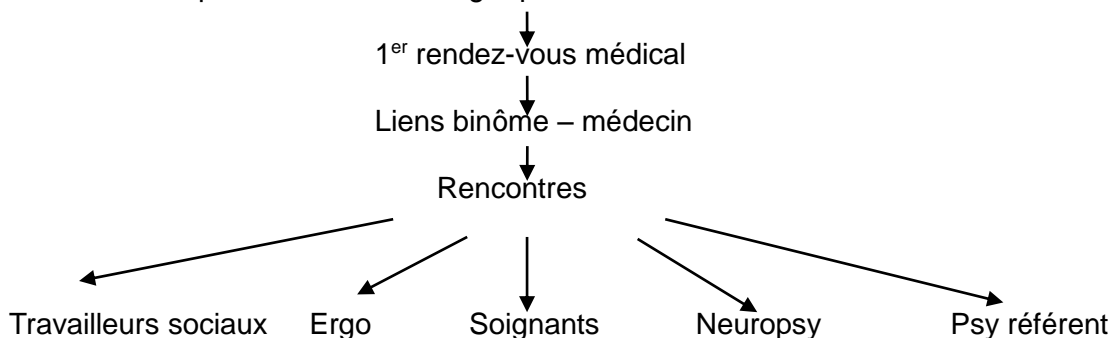 1er rendez-vous médical
Liens binôme – médecin
Rencontres
Travailleurs sociaux Ergo Soignants Neuropsy Psy référent